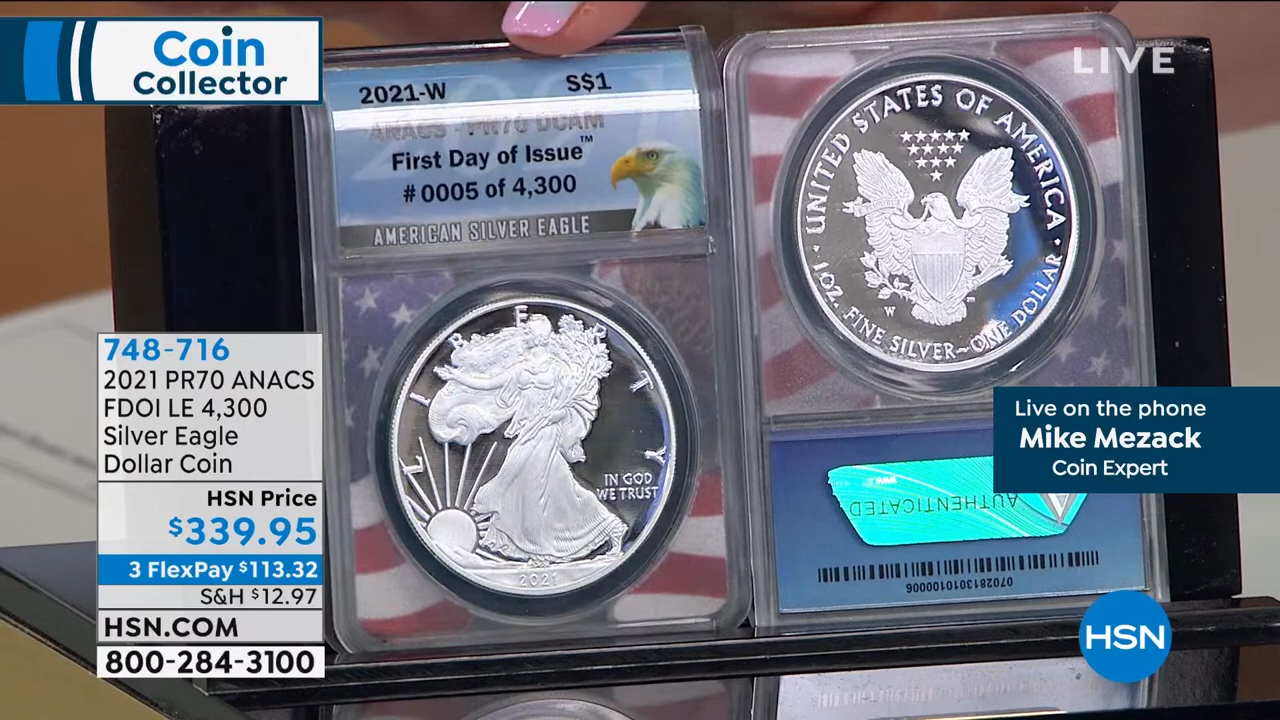 Coin
Collector
LIVE
2021-W S$1
ANACS - PR70 DCAM
First Day of Issue™
# 0005 of 4,300
AMERICAN SILVER EAGLE
LIBERTY
IN GOD
WE TRUST
2021
UNITED STATES OF AMERICA
W
1 OZ. FINE SILVER~ONE DOLLAR
748-716
2021 PR70 ANACS
FDOI LE 4,300
Silver Eagle
Dollar Coin
HSN Price
$339.95
3 FlexPay $113.32
S&H $12.97
HSN.COM
800-284-3100
Live on the phone
Mike Mezack
Coin Expert
AUTHENTICATED
HSN